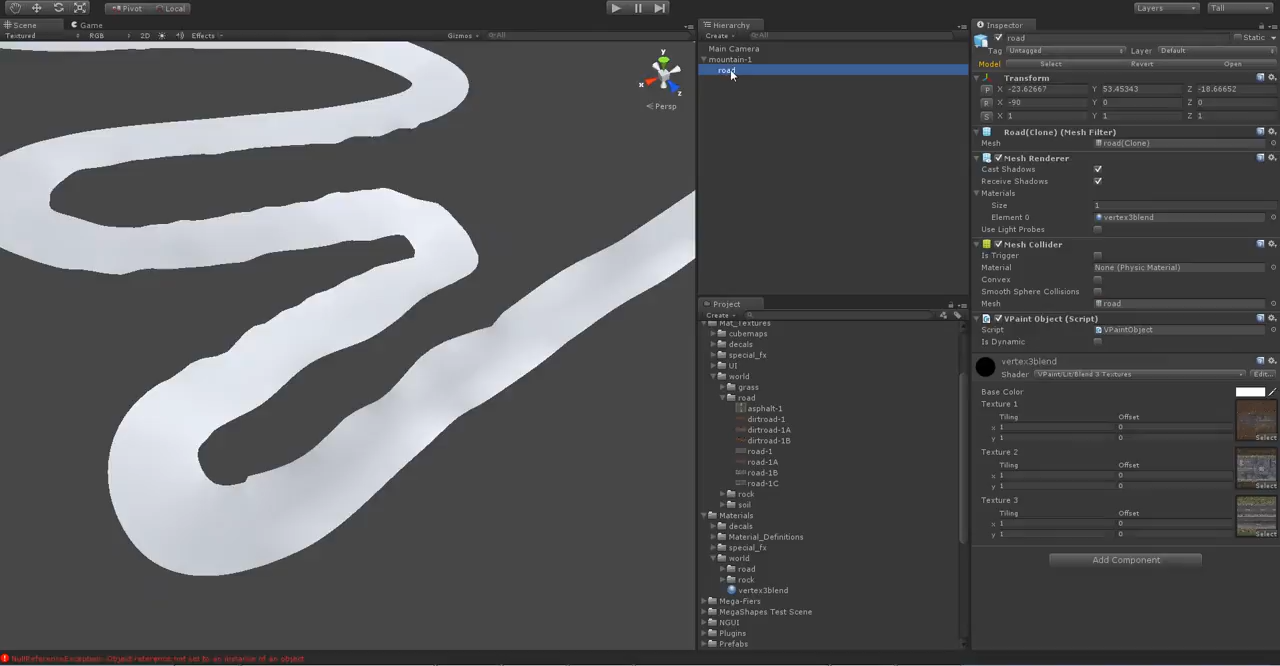 Pivot Local
Layers Tall
Scene Game
Textured RGB 2D Effects Gizmos All
y
x
z
Persp
Hierarchy
Create All
Main Camera
mountain-1
road
Project
Create
Mat_Textures
cubemaps
decals
special_fx
UI
world
grass
road
asphalt-1
dirtroad-1
dirtroad-1A
dirtroad-1B
road-1
road-1A
road-1B
road-1C
rock
soil
Materials
decals
Material_Definitions
special_fx
world
road
rock
vertex3blend
Mega-Fiers
MegaShapes Test Scene
NGUI
Plugins
Prefabs
Inspector
road Static
Tag Untagged Layer Default
Model Select Revert Open
Transform
P X -23.62667 Y 53.45343 Z -18.66652
R X -90 Y 0 Z 0
S X 1 Y 1 Z 1
Road(Clone) (Mesh Filter)
Mesh road(Clone)
Mesh Renderer
Cast Shadows
Receive Shadows
Materials
Size 1
Element 0 vertex3blend
Use Light Probes
Mesh Collider
Is Trigger
Material None (Physic Material)
Convex
Smooth Sphere Collisions
Mesh road
VPaint Object (Script)
Script VPaintObject
Is Dynamic
vertex3blend
Shader VPaint/Lit/Blend 3 Textures Edit...
Base Color
Texture 1
Tiling Offset
x 1 0
y 1 0
Select
Texture 2
Tiling Offset
x 1 0
y 1 0
Select
Texture 3
Tiling Offset
x 1 0
y 1 0
Select
Add Component
NullReferenceException: Object reference not set to an instance of an object